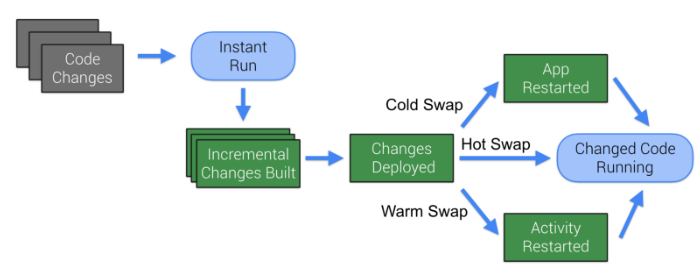 Code
Changes
Instant
Run
Incremental
Changes Built
Changes
Deployed
Cold Swap
App
Restarted
Hot Swap
Changed Code
Running
Warm Swap
Activity
Restarted